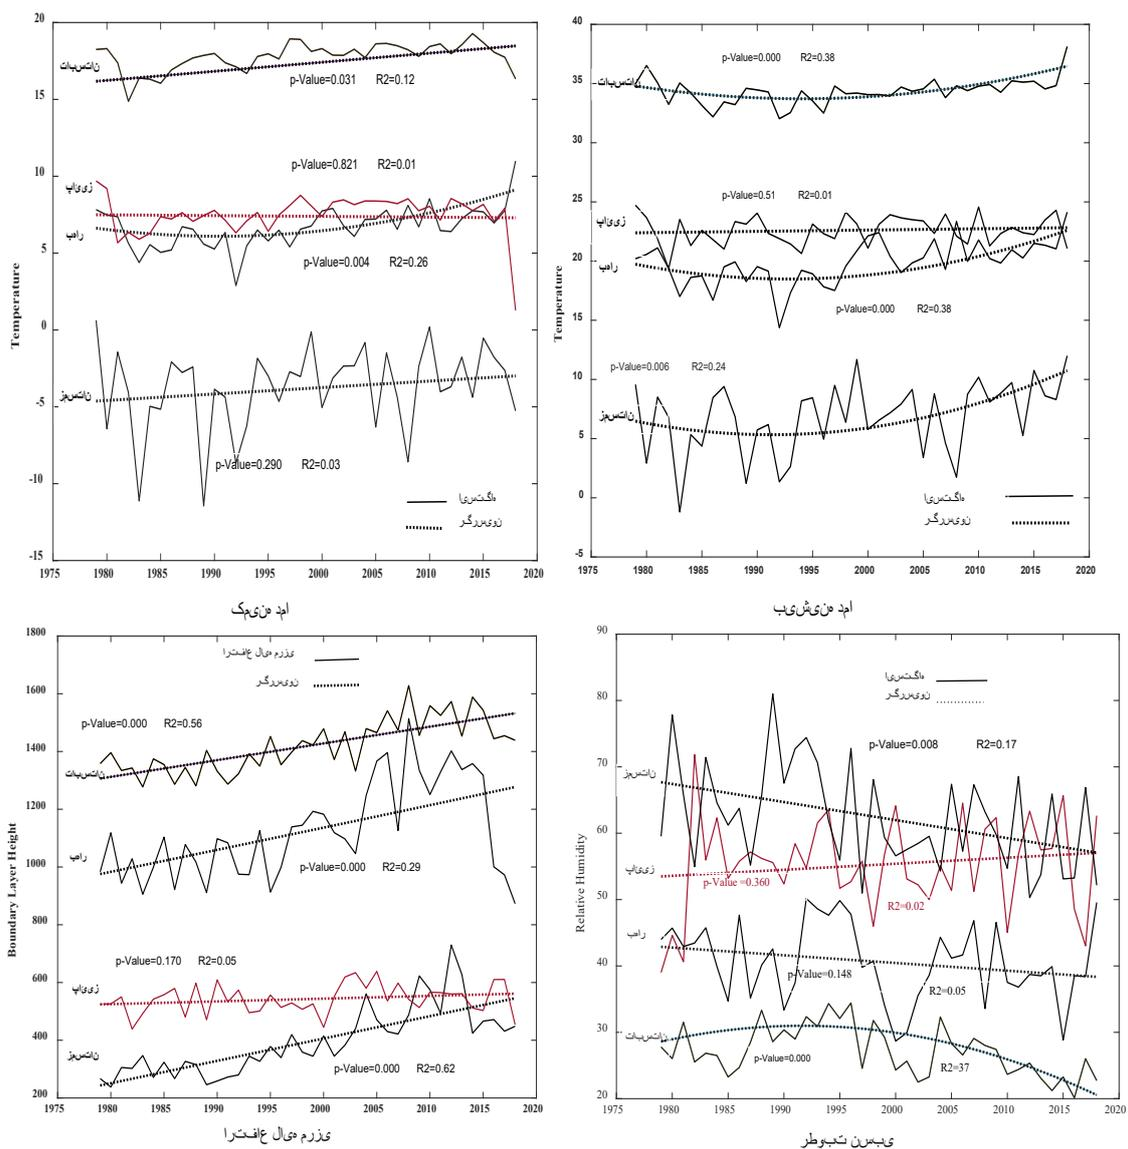 20
15
10
5
0
-5
-10
-15
Temperature
تابستان
p-Value=0.031 R2=0.12
p-Value=0.821 R2=0.01
پاییز
بهار
p-Value=0.004 R2=0.26
زمستان
p-Value=0.290 R2=0.03
ایستگاه
رگرسیون
1975 1980 1985 1990 1995 2000 2005 2010 2015 2020
کمینه دما
40
35
30
25
20
15
10
5
0
-5
Temperature
p-Value=0.000 R2=0.38
تابستان
p-Value=0.51 R2=0.01
پاییز
بهار
p-Value=0.000 R2=0.38
p-Value=0.006 R2=0.24
زمستان
ایستگاه
رگرسیون
1975 1980 1985 1990 1995 2000 2005 2010 2015 2020
بیشینه دما
1800
1600
1400
1200
1000
800
600
400
200
Boundary Layer Height
ارتفاع لایه مرزی
رگرسیون
p-Value=0.000 R2=0.56
تابستان
بهار
p-Value=0.000 R2=0.29
p-Value=0.170 R2=0.05
پاییز
زمستان
p-Value=0.000 R2=0.62
1975 1980 1985 1990 1995 2000 2005 2010 2015 2020
ارتفاع لایه مرزی
90
80
70
60
50
40
30
20
Relative Humidity
ایستگاه
رگرسیون
p-Value=0.008 R2=0.17
زمستان
پاییز
p-Value =0.360
R2=0.02
بهار
p-Value=0.148
R2=0.05
تابستان
p-Value=0.000
R2=37
1975 1980 1985 1990 1995 2000 2005 2010 2015 2020
رطوبت نسبی